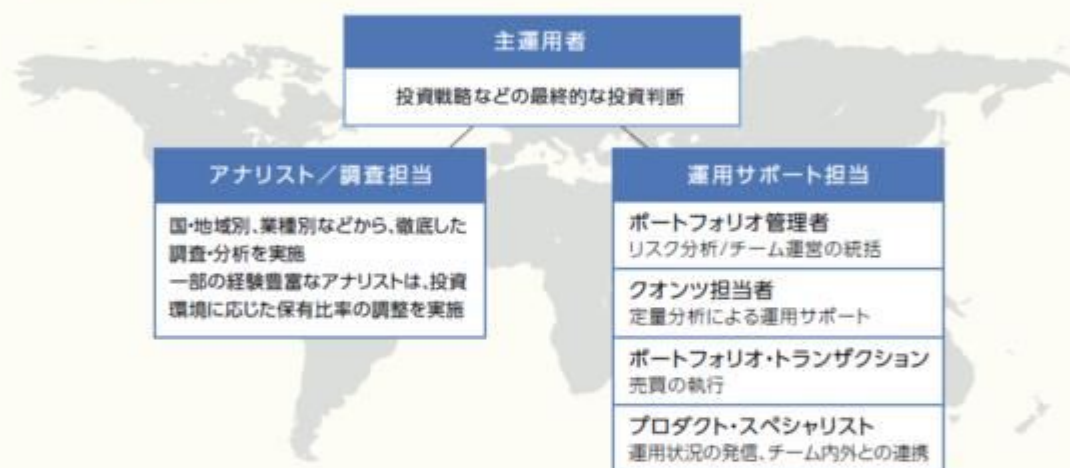 主運用者
投資戦略などの最終的な投資判断
アナリスト／調査担当
国・地域別、業種別などから、徹底した
調査・分析を実施
一部の経験豊富なアナリストは、投資
環境に応じた保有比率の調整を実施
運用サポート担当
ポートフォリオ管理者
リスク分析/チーム運営の統括
クオンツ担当者
定量分析による運用サポート
ポートフォリオ・トランザクション
売買の執行
プロダクト・スペシャリスト
運用状況の発信、チーム内外との連携